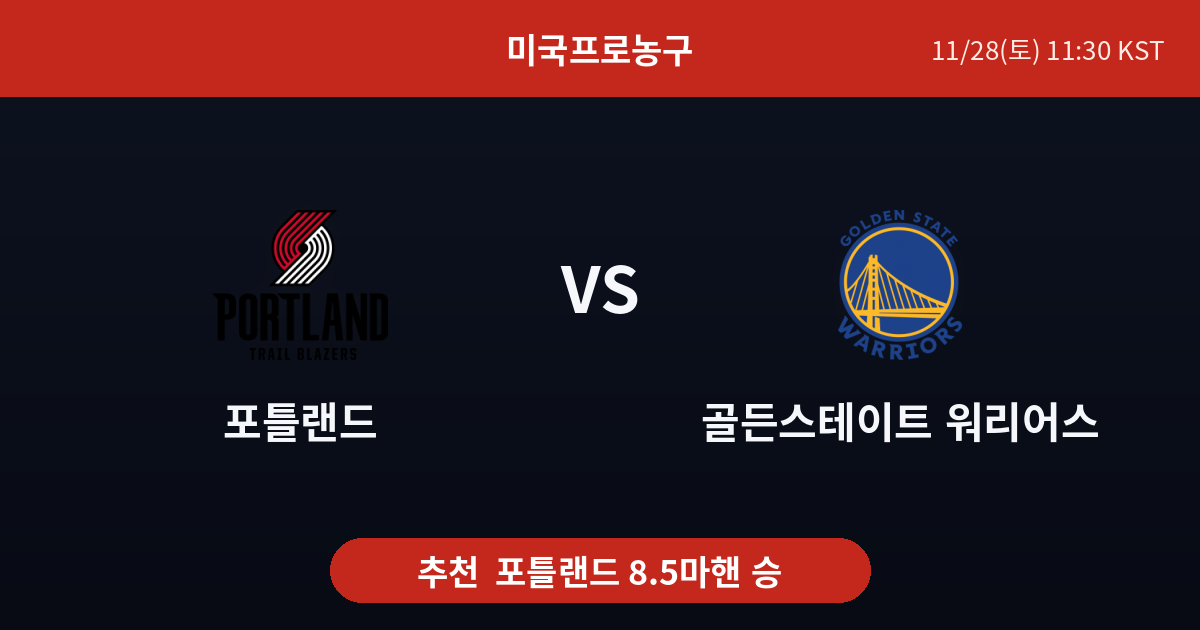 미국프로농구
11/28(토) 11:30 KST
PORTLAND
TRAIL BLAZERS
VS
GOLDEN STATE
WARRIORS
포틀랜드
골든스테이트 워리어스
추천 포틀랜드 8.5마핸 승